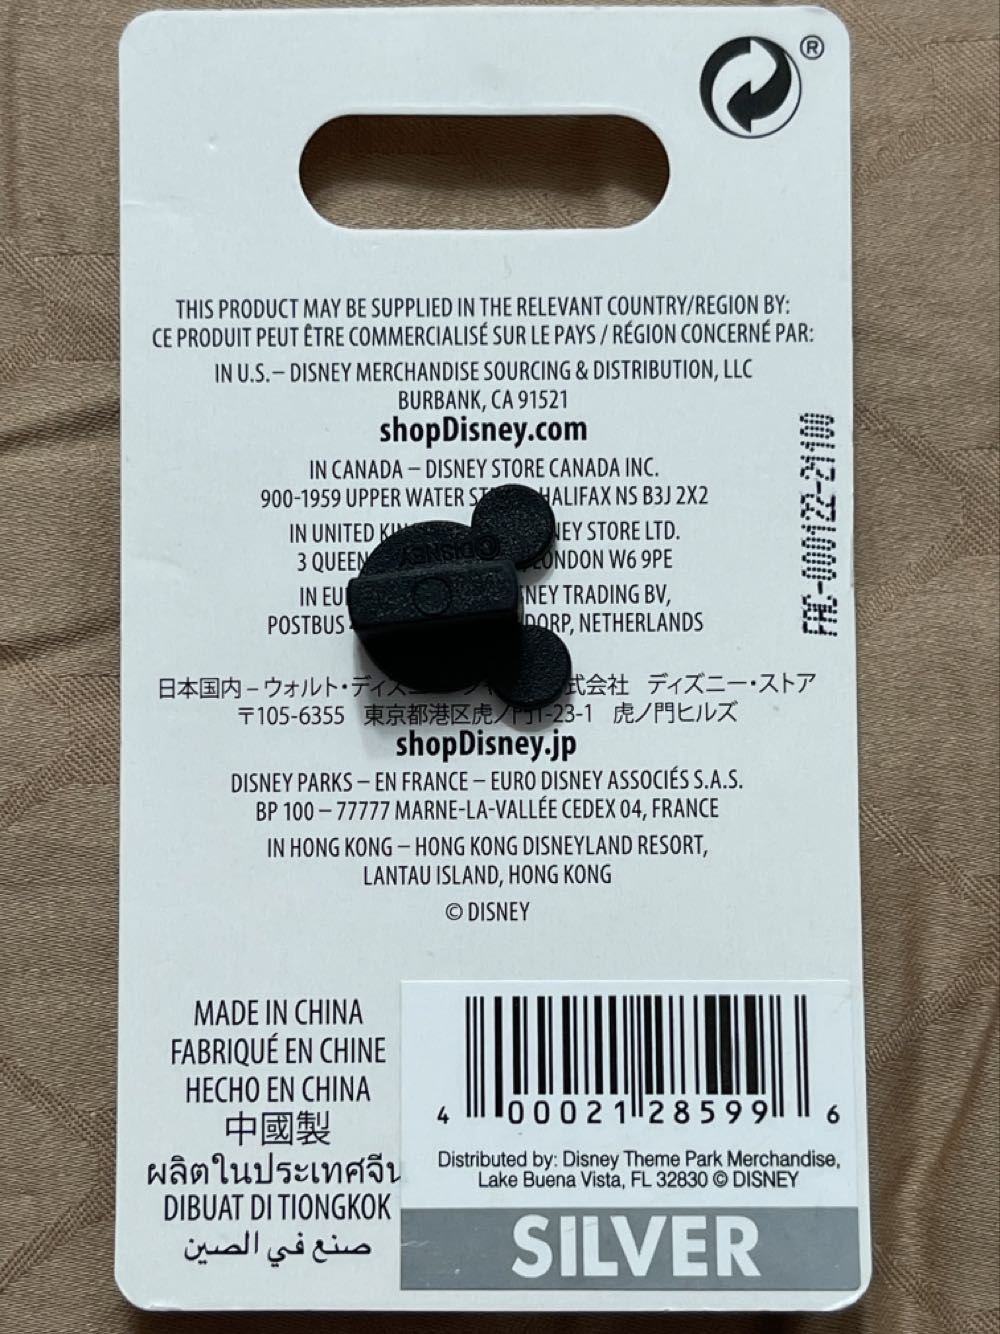 ®
THIS PRODUCT MAY BE SUPPLIED IN THE RELEVANT COUNTRY/REGION BY:
CE PRODUIT PEUT ÊTRE COMMERCIALISÉ SUR LE PAYS / RÉGION CONCERNÉ PAR:
IN U.S.– DISNEY MERCHANDISE SOURCING & DISTRIBUTION, LLC
BURBANK, CA 91521
shopDisney.com
IN CANADA – DISNEY STORE CANADA INC.
900-1959 UPPER WATER HALIFAX NS B3J 2X2
IN UNITED STORE LTD.
3 QUEEN LONDON W6 9PE
IN TRADING BV,
POSTBUS NETHERLANDS
© DISNEY
日本国内 – ウォルト・ディズニー 式会社 ディズニー・ストア
〒105-6355 東京都港区虎ノ門1-23-1 虎ノ門ヒルズ
shopDisney.jp
DISNEY PARKS – EN FRANCE – EURO DISNEY ASSOCIÉS S.A.S.
BP 100 – 77777 MARNE-LA-VALLÉE CEDEX 04, FRANCE
IN HONG KONG – HONG KONG DISNEYLAND RESORT,
LANTAU ISLAND, HONG KONG
© DISNEY
FAC-000122-21100
MADE IN CHINA
FABRIQUÉ EN CHINE
HECHO EN CHINA
中國製
ผลิตในประเทศจีน
DIBUAT DI TIONGKOK
صنع في الصين
4 00021 28599 6
Distributed by: Disney Theme Park Merchandise,
Lake Buena Vista, FL 32830 © DISNEY
SILVER